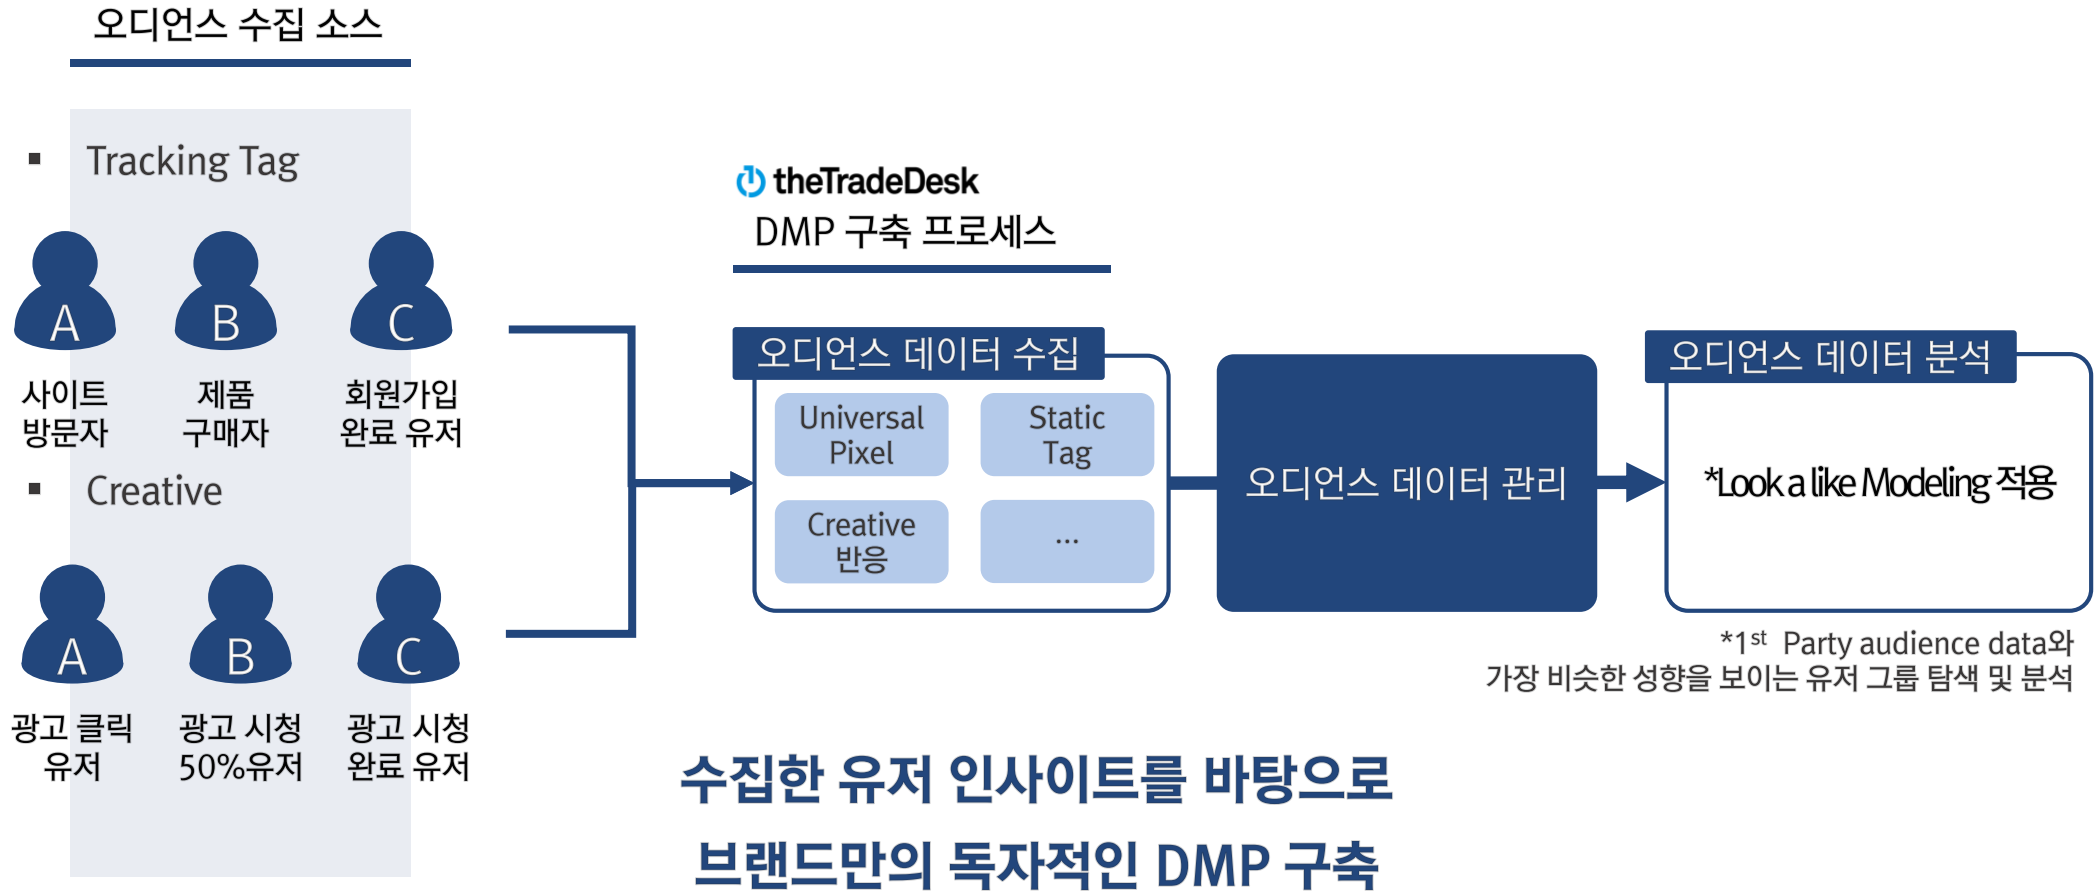 오디언스 수집 소스
▪ Tracking Tag
A
B
C
사이트
방문자
제품
구매자
회원가입
완료 유저
▪ Creative
A
B
C
광고 클릭
유저
광고 시청
50%유저
광고 시청
완료 유저
theTradeDesk
DMP 구축 프로세스
오디언스 데이터 수집
Universal
Pixel
Static
Tag
Creative
반응
...
오디언스 데이터 관리
오디언스 데이터 분석
*Look a like Modeling 적용
*1st Party audience data와
가장 비슷한 성향을 보이는 유저 그룹 탐색 및 분석
수집한 유저 인사이트를 바탕으로
브랜드만의 독자적인 DMP 구축